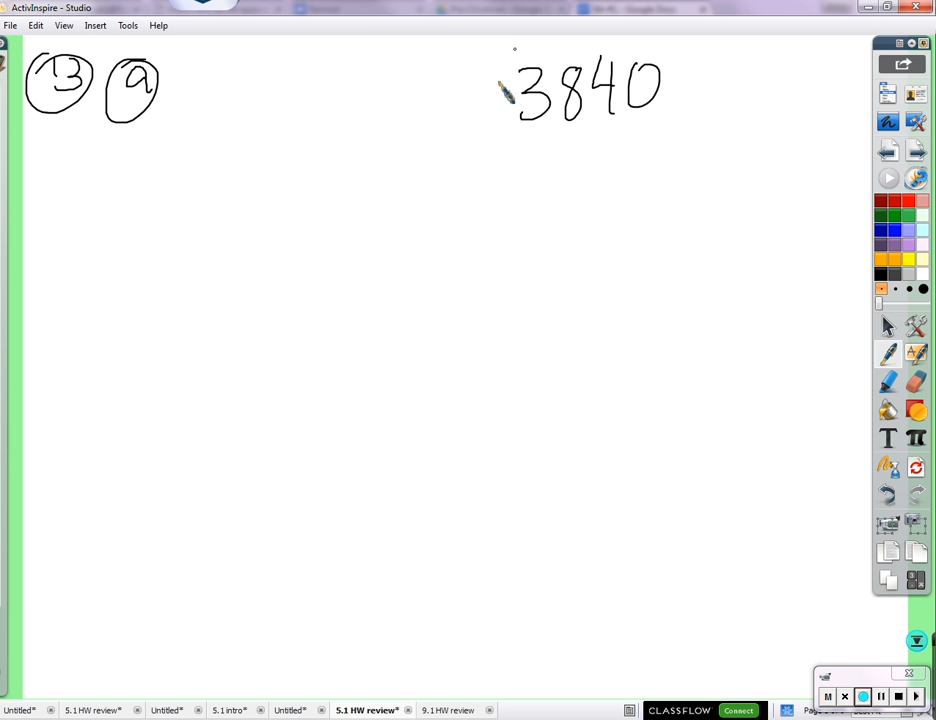 ActivInspire - Studio
File Edit View Insert Tools Help
13 a 3840
T π
M
Untitled* 5.1 HW review* Untitled* 5.1 intro* Untitled* 5.1 HW review* 9.1 HW review CLASSFLOW Connect